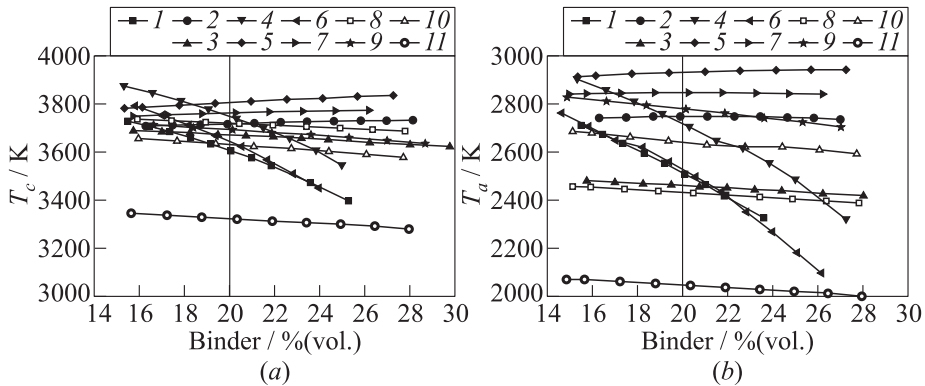 1 2 4 6 8 10
3 5 7 9 11
4000
3800
3600
3400
3200
3000
T_c / K
14 16 18 20 22 24 26 28 30
Binder / %(vol.)
(a)
1 2 4 6 8 10
3 5 7 9 11
3000
2800
2600
2400
2200
2000
T_a / K
14 16 18 20 22 24 26 28 30
Binder / %(vol.)
(b)